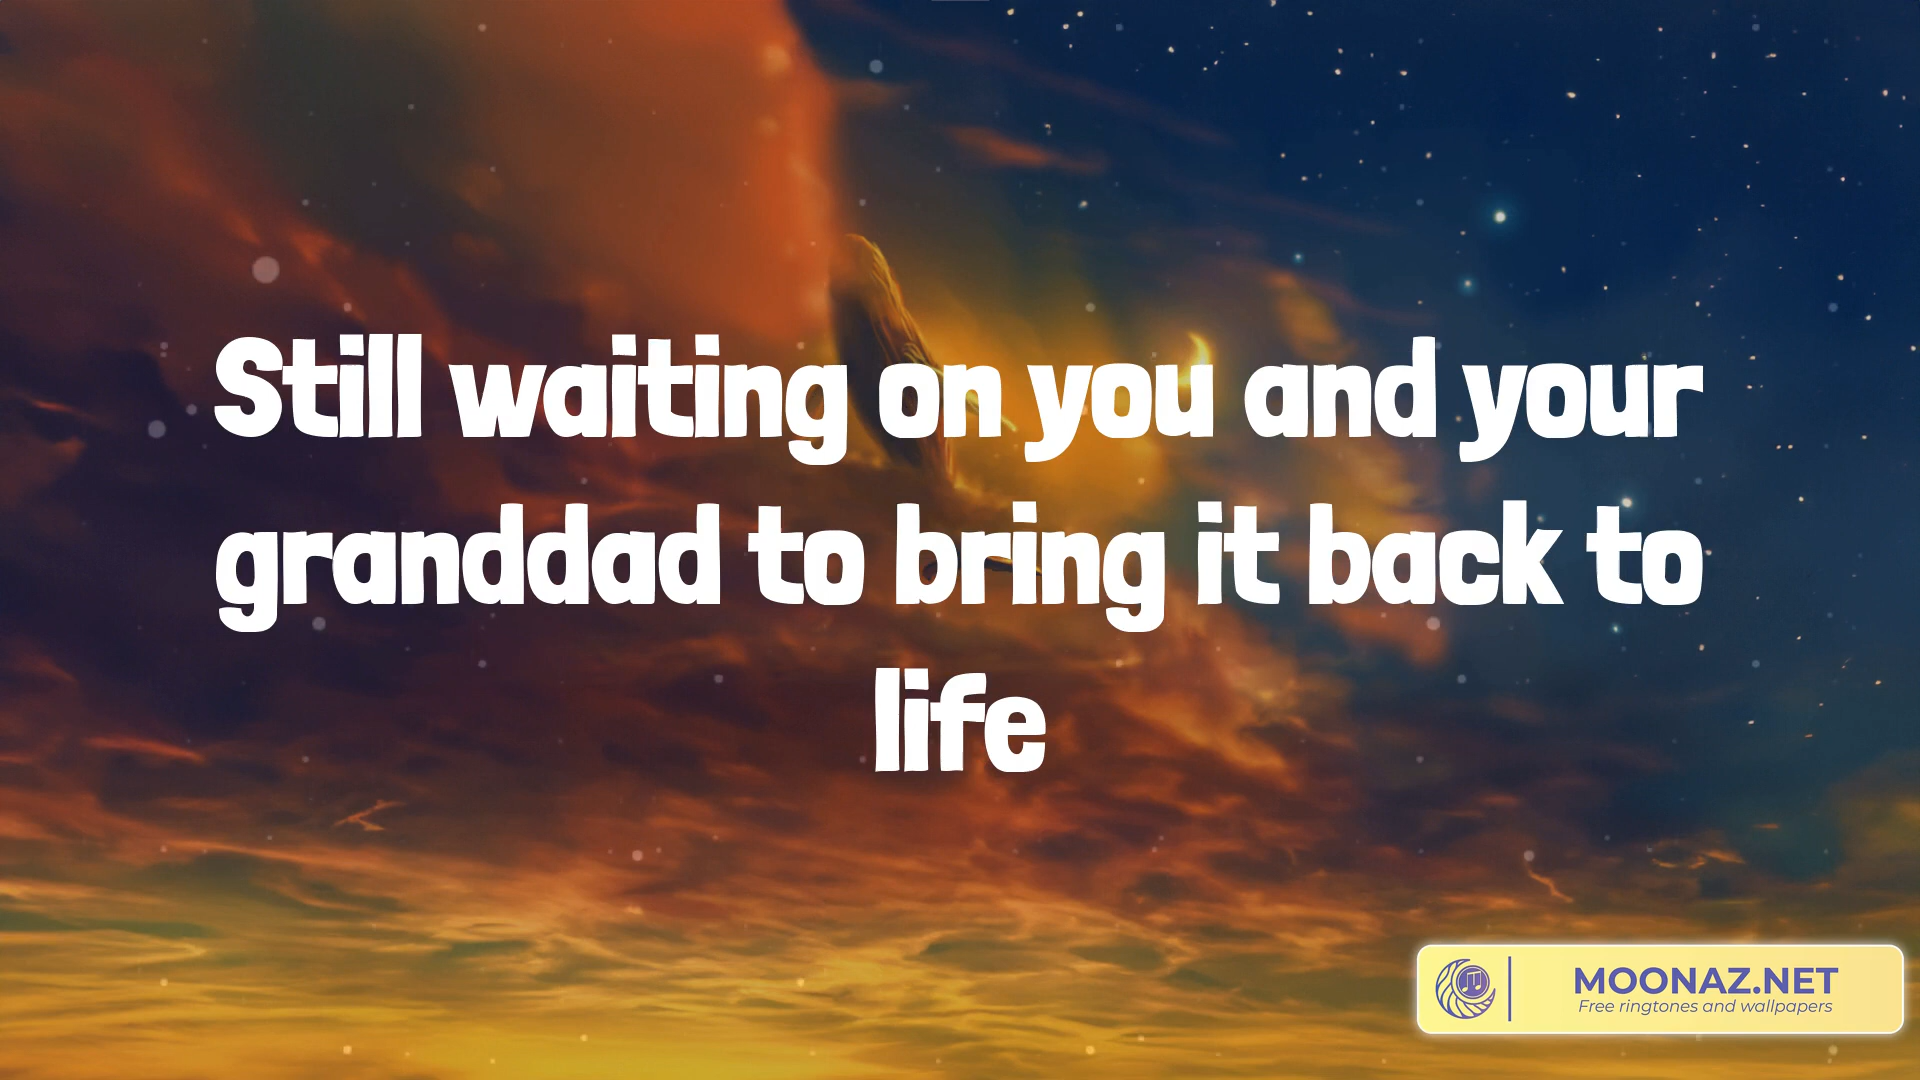 Still waiting on you and your
granddad to bring it back to
life
MOONAZ.NET
Free ringtones and wallpapers